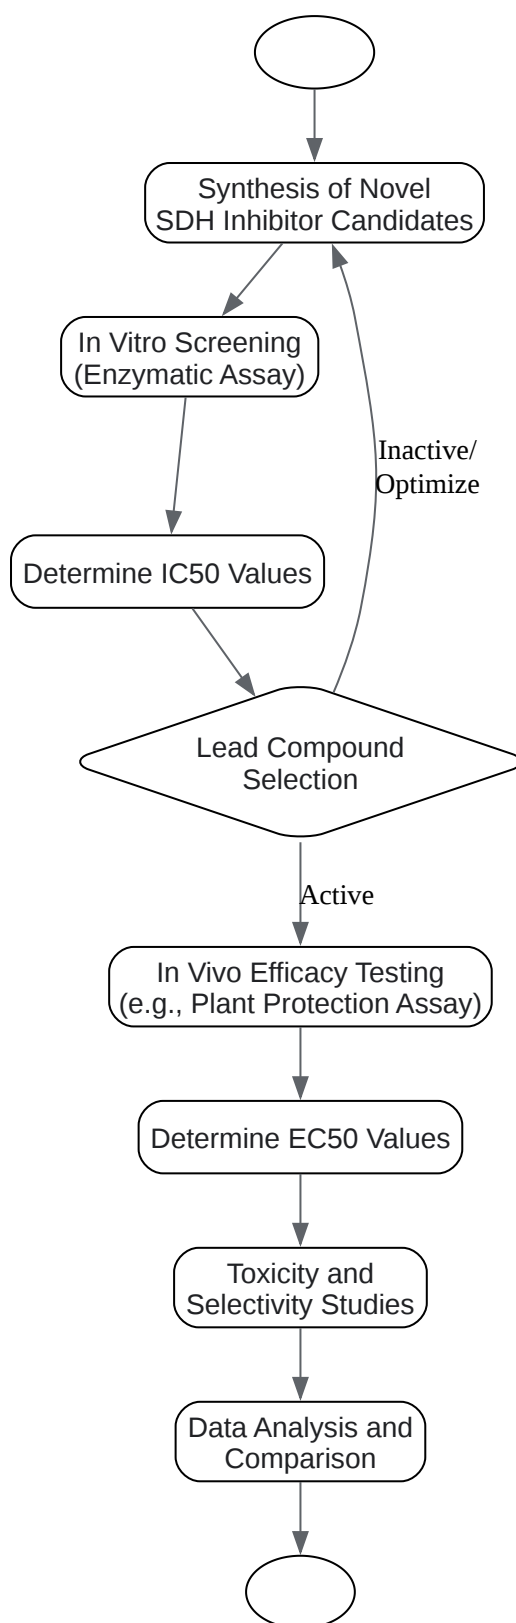 Synthesis of Novel
SDH Inhibitor Candidates
In Vitro Screening
(Enzymatic Assay)
Inactive/
Optimize
Determine IC50 Values
Lead Compound
Selection
Active
In Vivo Efficacy Testing
(e.g., Plant Protection Assay)
Determine EC50 Values
Toxicity and
Selectivity Studies
Data Analysis and
Comparison